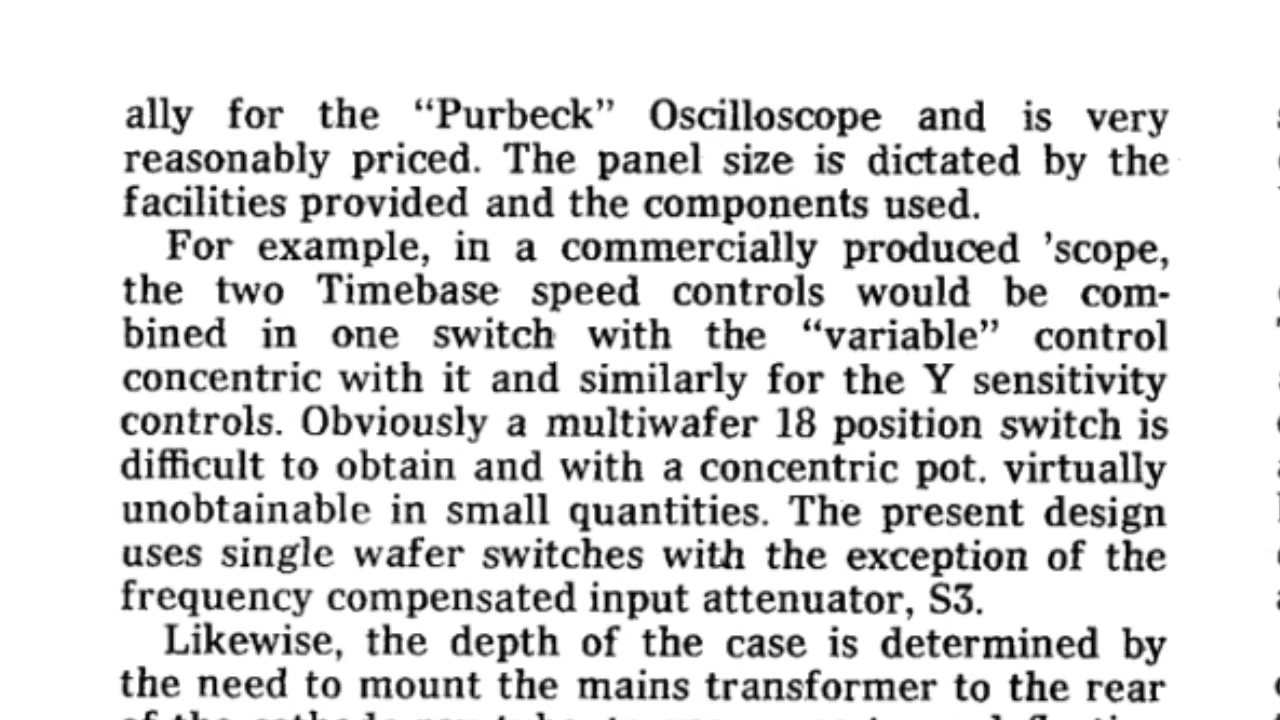 ally for the “Purbeck” Oscilloscope and is very
reasonably priced. The panel size is dictated by the
facilities provided and the components used.
For example, in a commercially produced ’scope,
the two Timebase speed controls would be com-
bined in one switch with the “variable” control
concentric with it and similarly for the Y sensitivity
controls. Obviously a multiwafer 18 position switch is
difficult to obtain and with a concentric pot. virtually
unobtainable in small quantities. The present design
uses single wafer switches with the exception of the
frequency compensated input attenuator, S3.
Likewise, the depth of the case is determined by
the need to mount the mains transformer to the rear